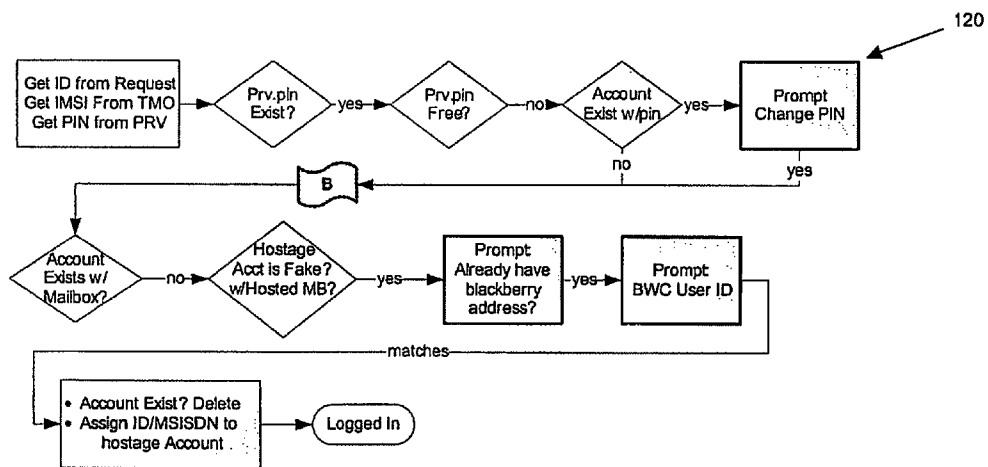 120
Get ID from Request
Get IMSI From TMO
Get PIN from PRV
Prv.pin
Exist?
yes
Prv.pin
Free?
no
Account
Exist w/pin
yes
Prompt
Change PIN
no
yes
B
Account
Exists w/
Mailbox?
no
Hostage
Acct is Fake?
w/Hosted MB?
yes
Prompt
Already have
blackberry
address?
yes
Prompt
BWC User ID
matches
• Account Exist? Delete
• Assign ID/MSISDN to
hostage Account
Logged In